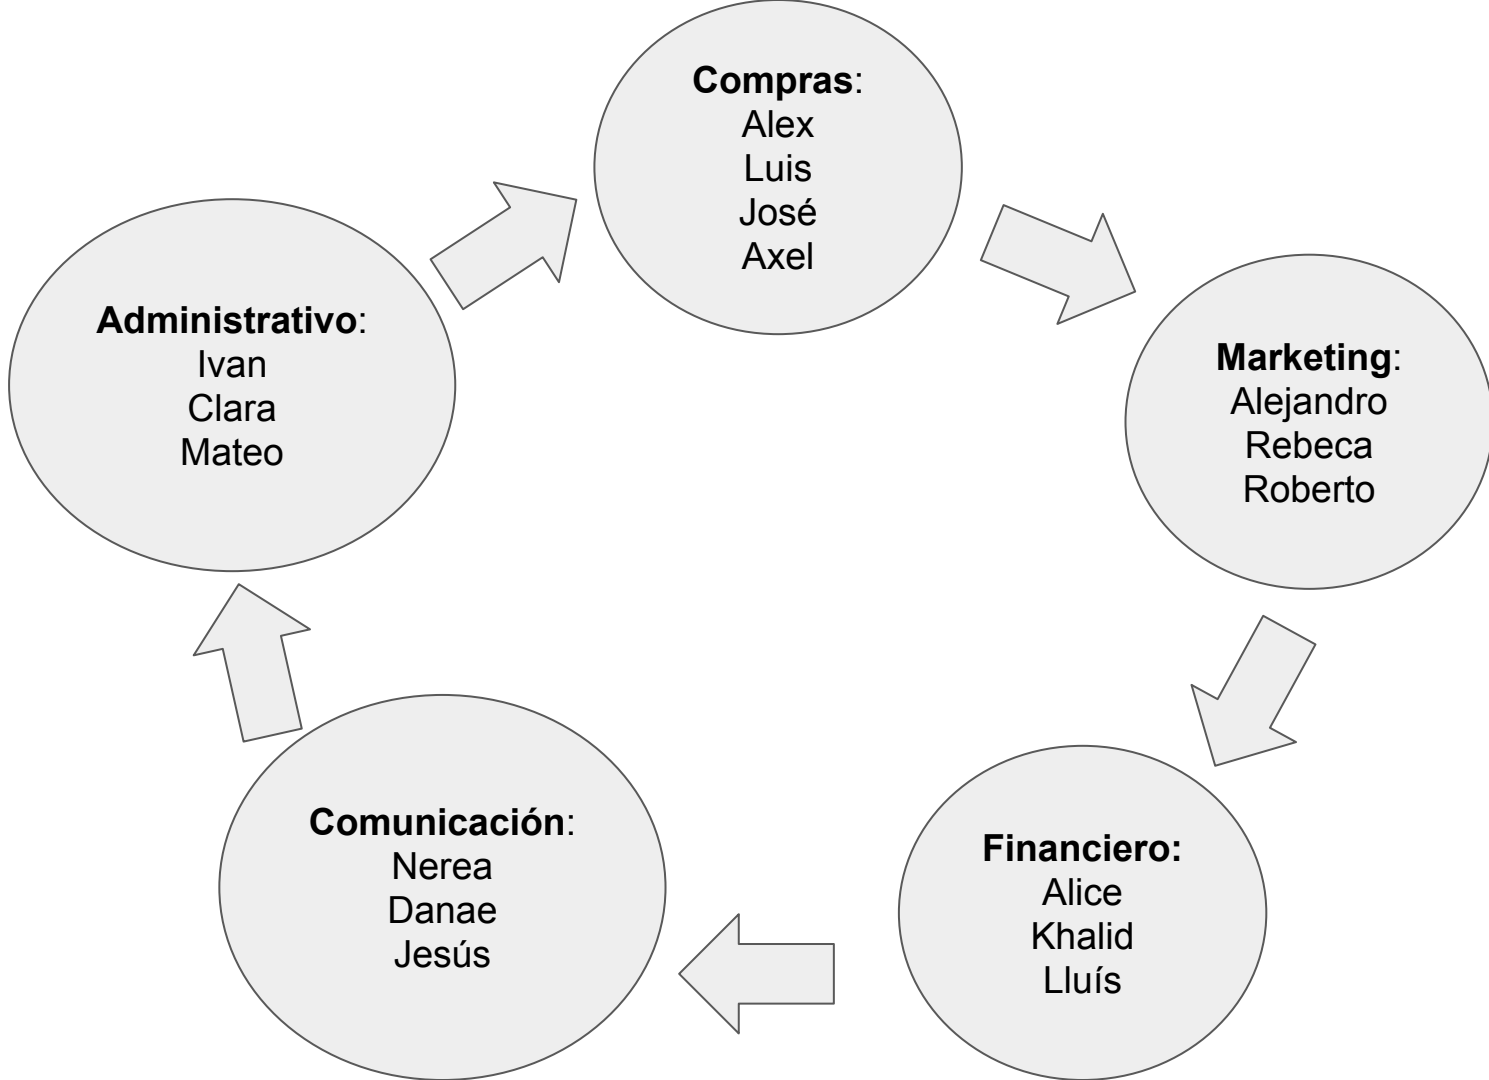 Compras:
Alex
Luis
José
Axel
Marketing:
Alejandro
Rebeca
Roberto
Financiero:
Alice
Khalid
Lluís
Comunicación:
Nerea
Danae
Jesús
Administrativo:
Ivan
Clara
Mateo